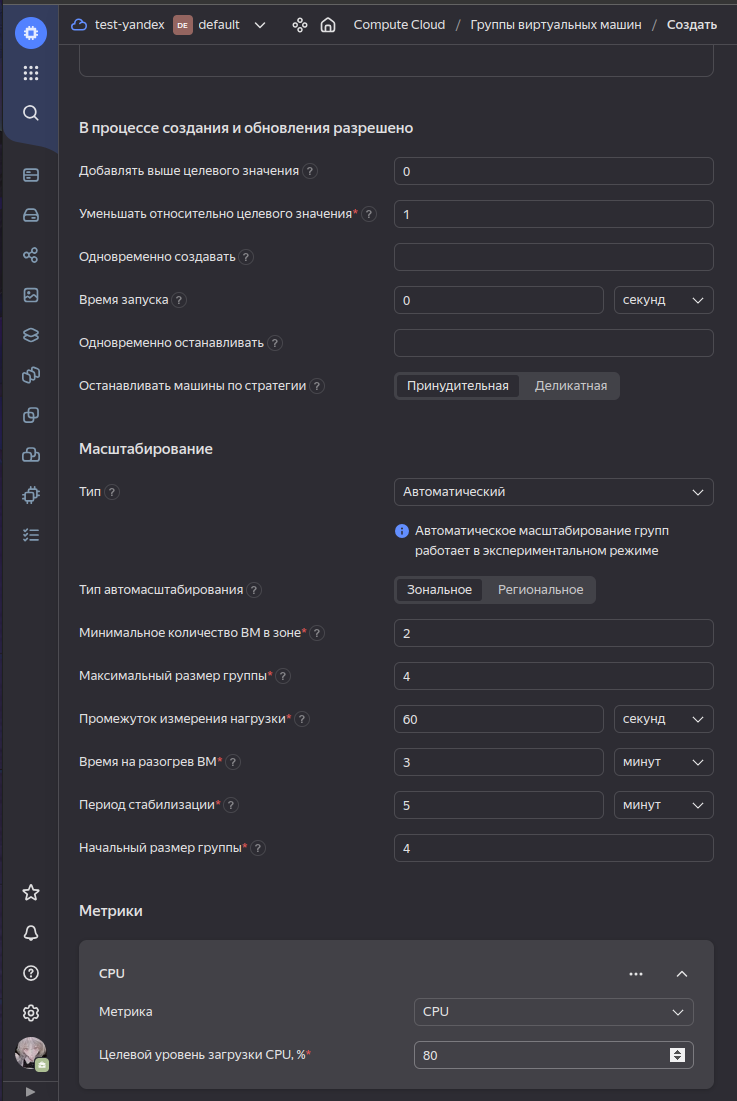 test-yandex DE default Compute Cloud / Группы виртуальных машин / Создать
В процессе создания и обновления разрешено
Добавлять выше целевого значения ? 0
Уменьшать относительно целевого значения* ? 1
Одновременно создавать ?
Время запуска ? 0 секунд
Одновременно останавливать ?
Останавливать машины по стратегии ? Принудительная Деликатная
Масштабирование
Тип ? Автоматический
Автоматическое масштабирование групп
работает в экспериментальном режиме
Тип автомасштабирования ? Зональное Региональное
Минимальное количество ВМ в зоне* ? 2
Максимальный размер группы* ? 4
Промежуток измерения нагрузки* ? 60 секунд
Время на разогрев ВМ* ? 3 минут
Период стабилизации* ? 5 минут
Начальный размер группы* ? 4
Метрики
CPU
Метрика CPU
Целевой уровень загрузки CPU, %* 80